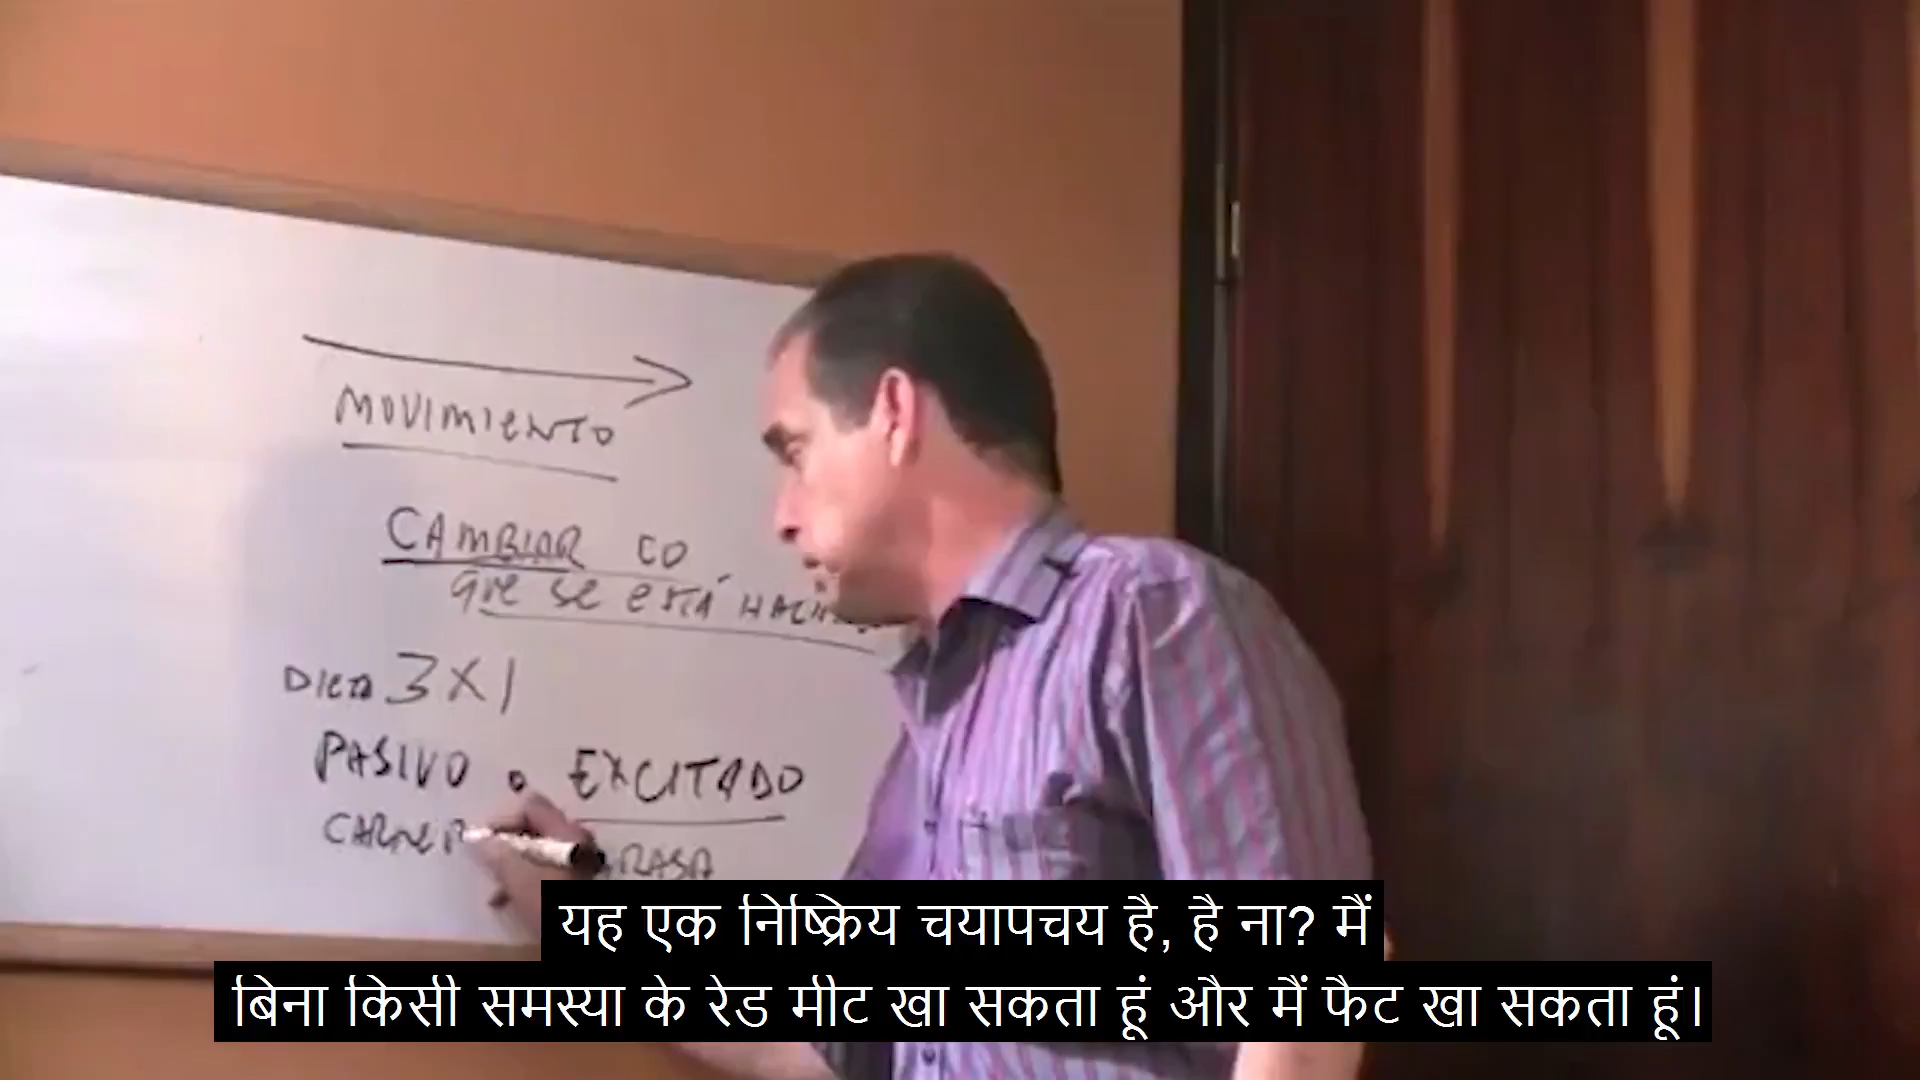 MOVIMIENTO
CAMBIAR LO
QUE SE ESTÁ
DIETA 3X1
PASIVO o EXCITADO
यह एक निष्क्रिय चयापचय है, है ना? मैं
बिना किसी समस्या के रेड मीट खा सकता हूं और मैं फैट खा सकता हूं।